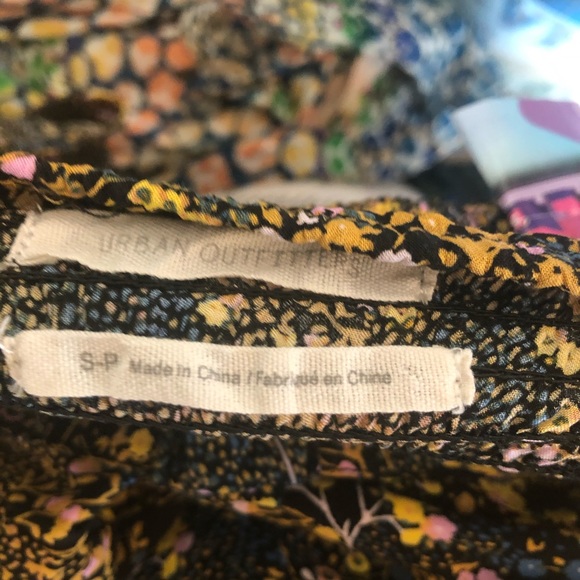 URBAN OUTFITTERS
S-P Made in China / Fabriqué en Chine